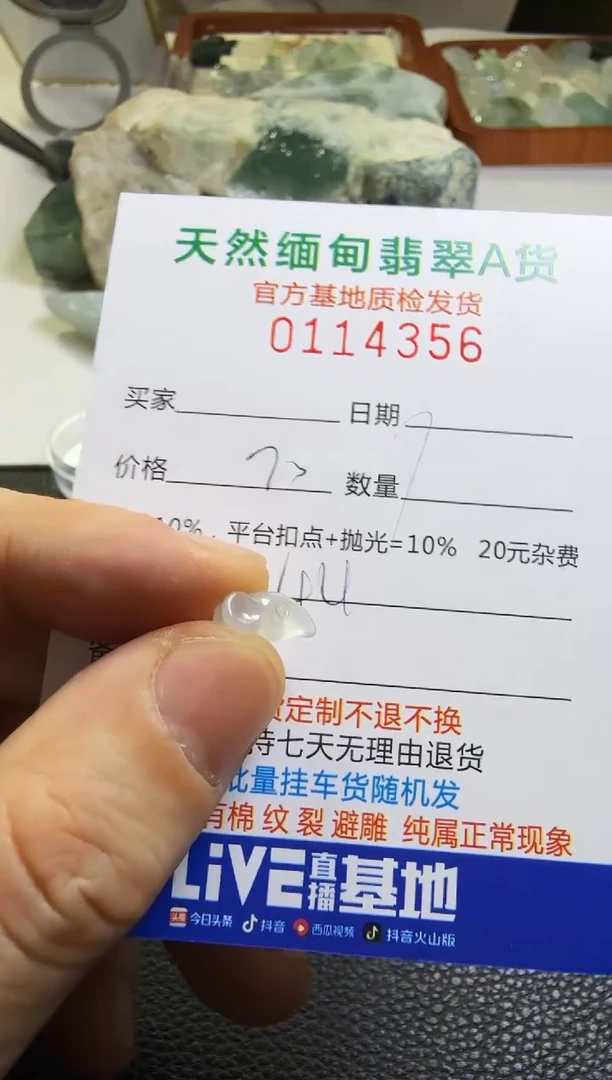 天然缅甸翡翠A货
官方基地质检发货
0114356
买家 日期
价格 数量
10%，平台扣点+抛光=10% 20元杂费
定制不退不换
七天无理由退货
批量挂车货随机发
有棉 纹 裂 避雕 纯属正常现象
LiVE直播基地
头条 今日头条 抖音 西瓜视频 抖音火山版